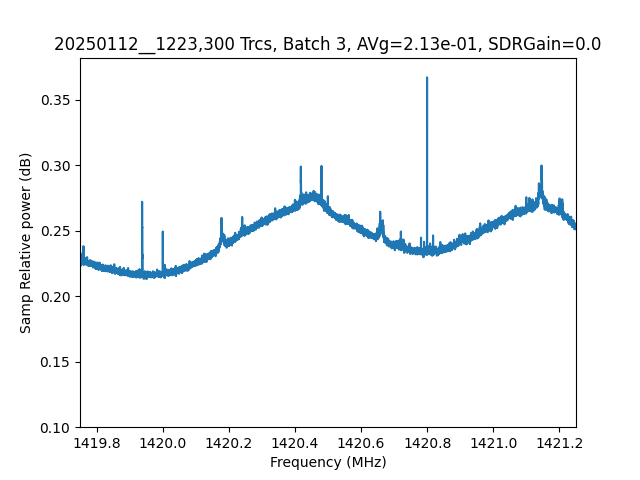 20250112__1223,300 Trcs, Batch 3, AVg=2.13e-01, SDRGain=0.0
Samp Relative power (dB)
0.35
0.30
0.25
0.20
0.15
0.10
1419.8 1420.0 1420.2 1420.4 1420.6 1420.8 1421.0 1421.2
Frequency (MHz)